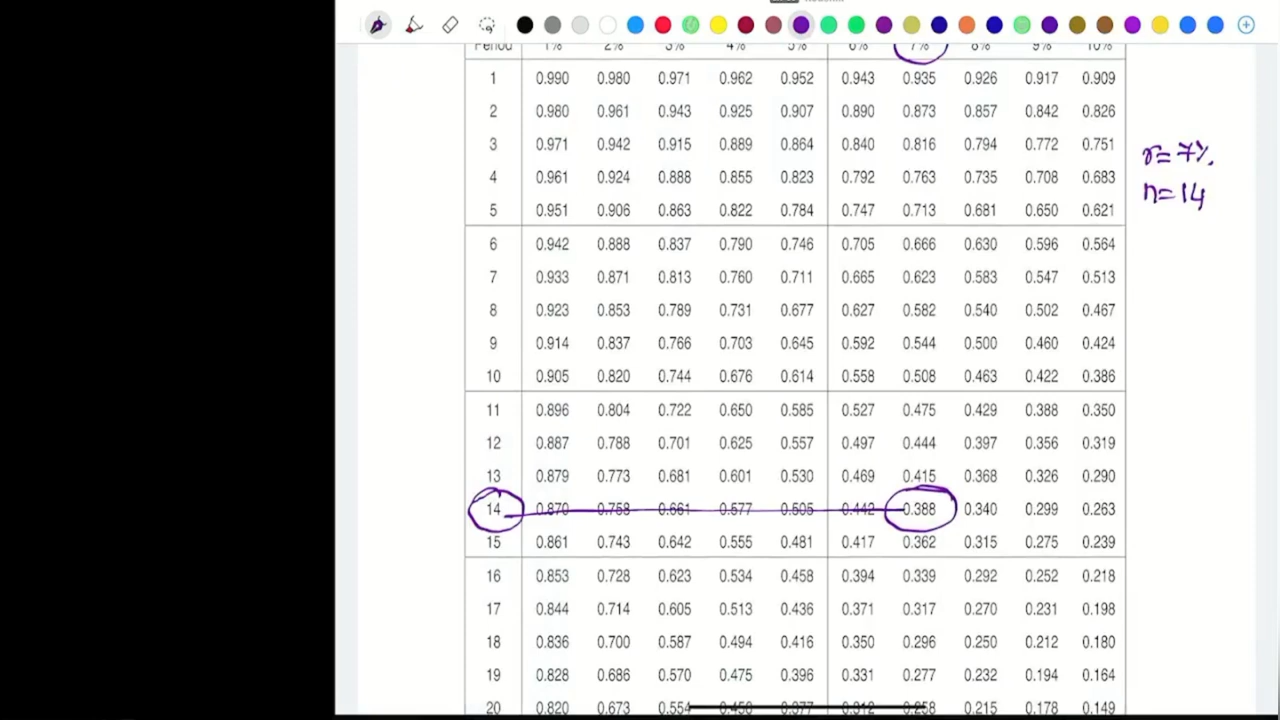 Period 1% 2% 3% 4% 5% 6% 7% 8% 9% 10%
1 0.990 0.980 0.971 0.962 0.952 0.943 0.935 0.926 0.917 0.909
2 0.980 0.961 0.943 0.925 0.907 0.890 0.873 0.857 0.842 0.826
3 0.971 0.942 0.915 0.889 0.864 0.840 0.816 0.794 0.772 0.751
r=7%
4 0.961 0.924 0.888 0.855 0.823 0.792 0.763 0.735 0.708 0.683
n=14
5 0.951 0.906 0.863 0.822 0.784 0.747 0.713 0.681 0.650 0.621
6 0.942 0.888 0.837 0.790 0.746 0.705 0.666 0.630 0.596 0.564
7 0.933 0.871 0.813 0.760 0.711 0.665 0.623 0.583 0.547 0.513
8 0.923 0.853 0.789 0.731 0.677 0.627 0.582 0.540 0.502 0.467
9 0.914 0.837 0.766 0.703 0.645 0.592 0.544 0.500 0.460 0.424
10 0.905 0.820 0.744 0.676 0.614 0.558 0.508 0.463 0.422 0.386
11 0.896 0.804 0.722 0.650 0.585 0.527 0.475 0.429 0.388 0.350
12 0.887 0.788 0.701 0.625 0.557 0.497 0.444 0.397 0.356 0.319
13 0.879 0.773 0.681 0.601 0.530 0.469 0.415 0.368 0.326 0.290
14 0.870 0.758 0.661 0.577 0.505 0.442 0.388 0.340 0.299 0.263
15 0.861 0.743 0.642 0.555 0.481 0.417 0.362 0.315 0.275 0.239
16 0.853 0.728 0.623 0.534 0.458 0.394 0.339 0.292 0.252 0.218
17 0.844 0.714 0.605 0.513 0.436 0.371 0.317 0.270 0.231 0.198
18 0.836 0.700 0.587 0.494 0.416 0.350 0.296 0.250 0.212 0.180
19 0.828 0.686 0.570 0.475 0.396 0.331 0.277 0.232 0.194 0.164
20 0.820 0.673 0.554 0.456 0.377 0.312 0.258 0.215 0.178 0.149